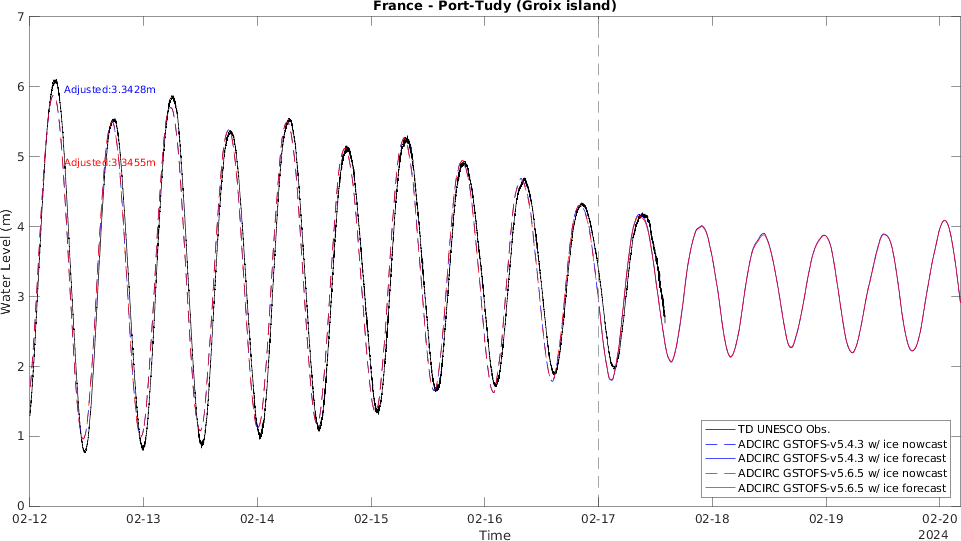 France - Port-Tudy (Groix island)
7
6
5
4
3
2
1
0
Water Level (m)
Adjusted:3.3428m
Adjusted:3.3455m
TD UNESCO Obs.
ADCIRC GSTOFS-v5.4.3 w/ ice nowcast
ADCIRC GSTOFS-v5.4.3 w/ ice forecast
ADCIRC GSTOFS-v5.6.5 w/ ice nowcast
ADCIRC GSTOFS-v5.6.5 w/ ice forecast
02-12 02-13 02-14 02-15 02-16 02-17 02-18 02-19 02-20
Time
2024